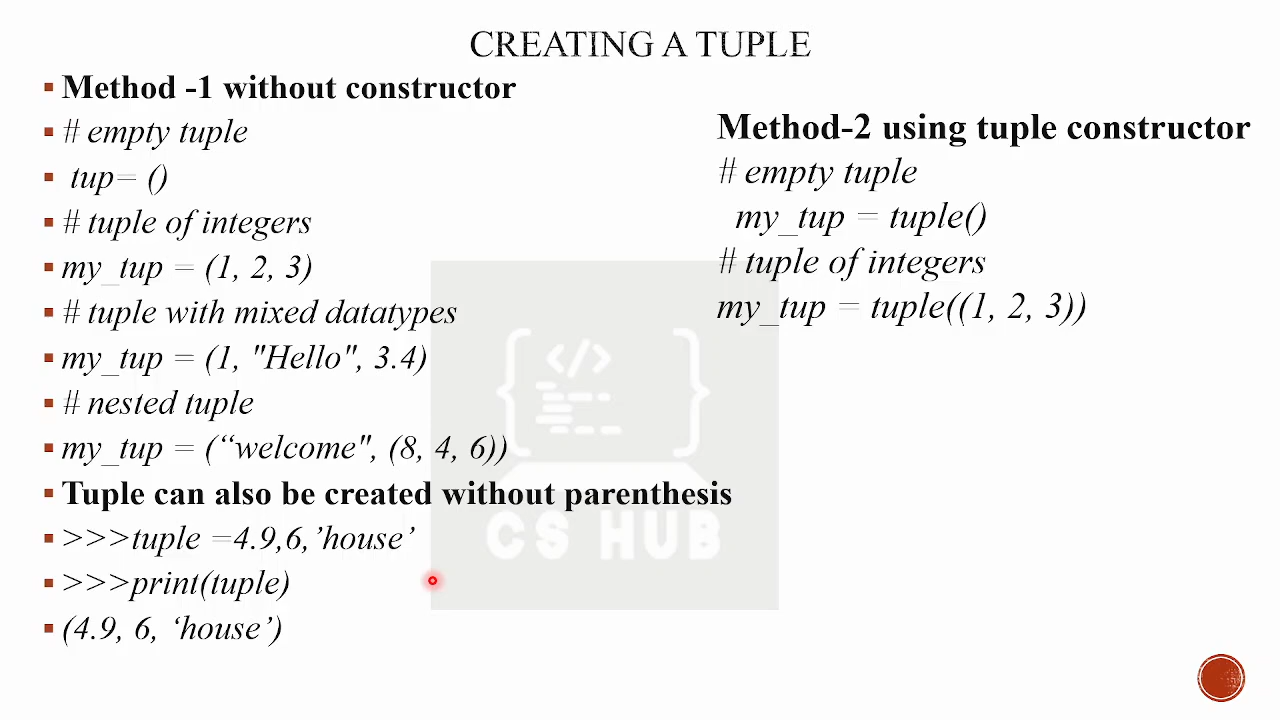 CREATING A TUPLE
Method -1 without constructor
# empty tuple
tup= ()
# tuple of integers
my_tup = (1, 2, 3)
# tuple with mixed datatypes
my_tup = (1, "Hello", 3.4)
# nested tuple
my_tup = (“welcome", (8, 4, 6))
Tuple can also be created without parenthesis
>>>tuple =4.9,6,’house’
>>>print(tuple)
(4.9, 6, ‘house’)
Method-2 using tuple constructor
# empty tuple
my_tup = tuple()
# tuple of integers
my_tup = tuple((1, 2, 3))
{</>}
CS HUB